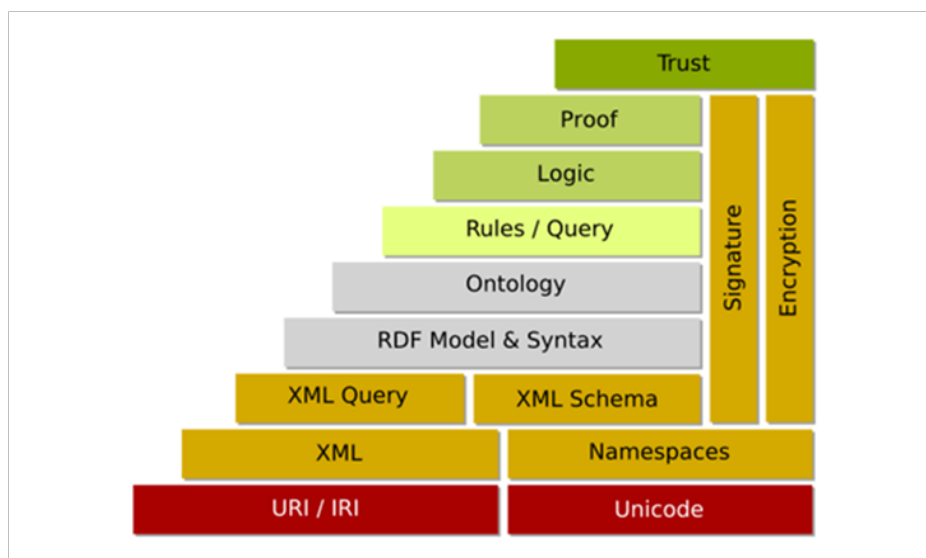 Trust
Proof
Logic
Rules / Query
Ontology
RDF Model & Syntax
XML Query
XML Schema
Signature
Encryption
XML
Namespaces
URI / IRI
Unicode